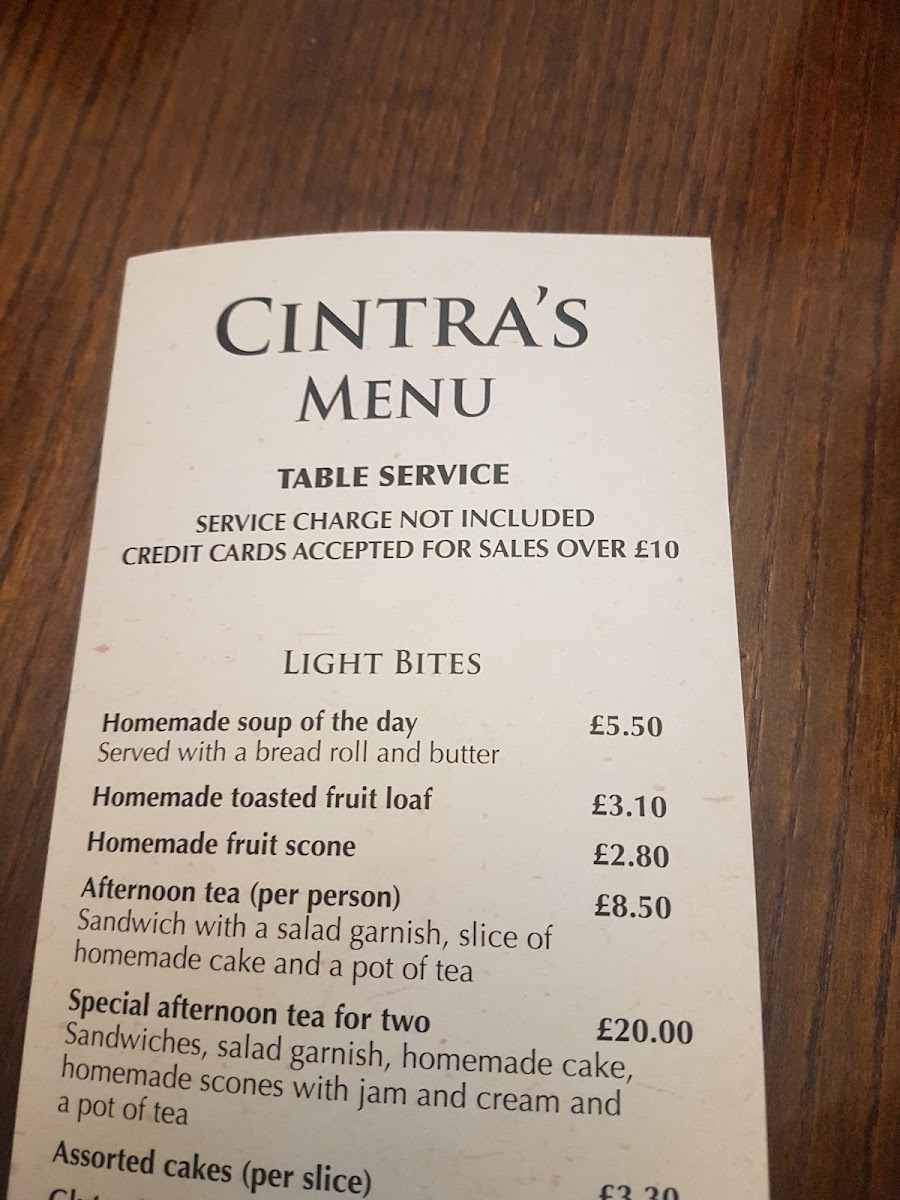 CINTRA'S
MENU
TABLE SERVICE
SERVICE CHARGE NOT INCLUDED
CREDIT CARDS ACCEPTED FOR SALES OVER £10
LIGHT BITES
Homemade soup of the day £5.50
Served with a bread roll and butter
Homemade toasted fruit loaf £3.10
Homemade fruit scone £2.80
Afternoon tea (per person) £8.50
Sandwich with a salad garnish, slice of
homemade cake and a pot of tea
Special afternoon tea for two £20.00
Sandwiches, salad garnish, homemade cake,
homemade scones with jam and cream and
a pot of tea
Assorted cakes (per slice)